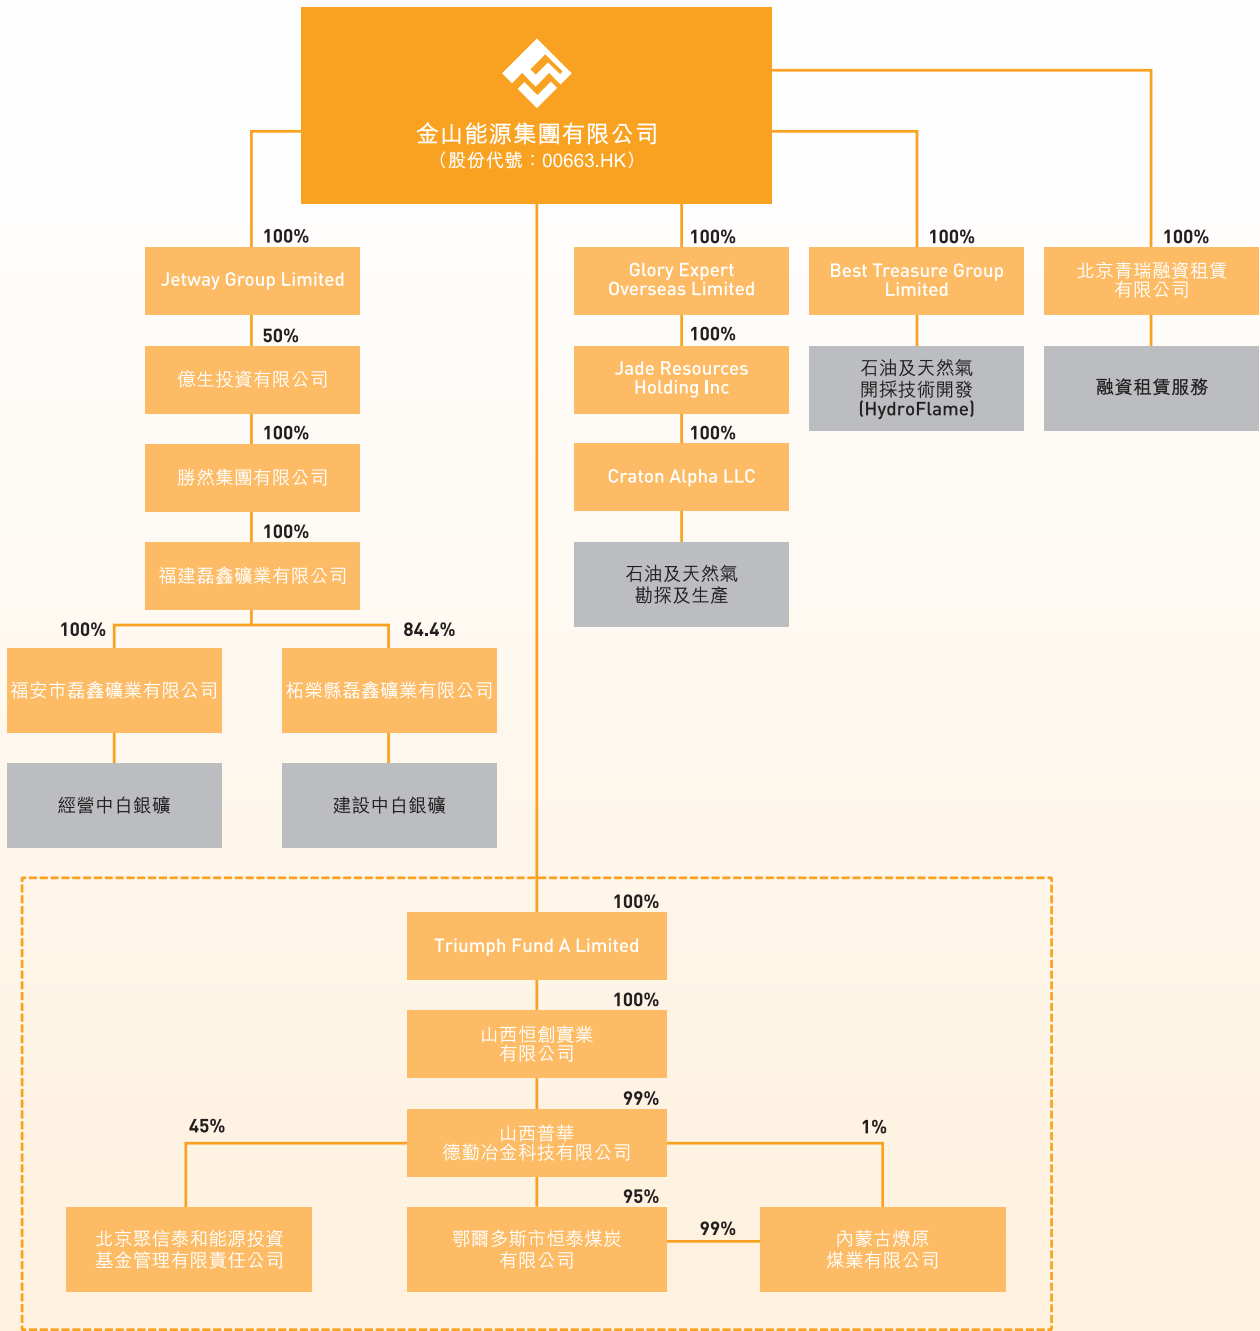 金山能源集團有限公司
（股份代號：00663.HK）
100%
Jetway Group Limited
50%
億生投資有限公司
100%
勝然集團有限公司
100%
福建磊鑫礦業有限公司
100%
福安市磊鑫礦業有限公司
經營中白銀礦
84.4%
柘榮縣磊鑫礦業有限公司
建設中白銀礦
100%
Glory Expert
Overseas Limited
100%
Jade Resources
Holding Inc
100%
Craton Alpha LLC
石油及天然氣
勘探及生產
100%
Best Treasure Group
Limited
石油及天然氣
開採技術開發
(HydroFlame)
100%
北京青瑞融資租賃
有限公司
融資租賃服務
100%
Triumph Fund A Limited
100%
山西恒創實業
有限公司
99%
山西普華
德勤冶金科技有限公司
45%
北京聚信泰和能源投資
基金管理有限責任公司
95%
鄂爾多斯市恒泰煤炭
有限公司
99%
1%
內蒙古燎原
煤業有限公司